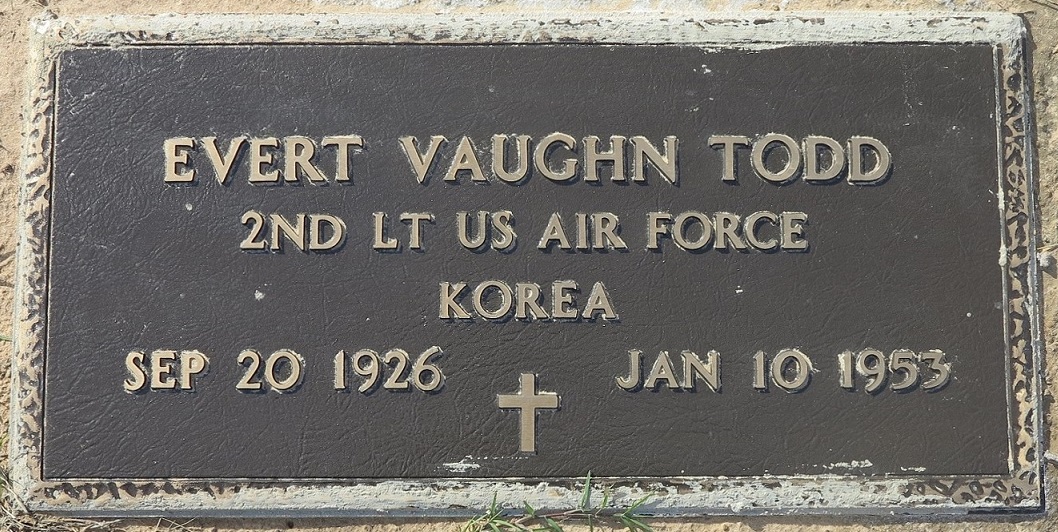 EVERT VAUGHN TODD
2ND LT US AIR FORCE
KOREA
SEP 20 1926 JAN 10 1953